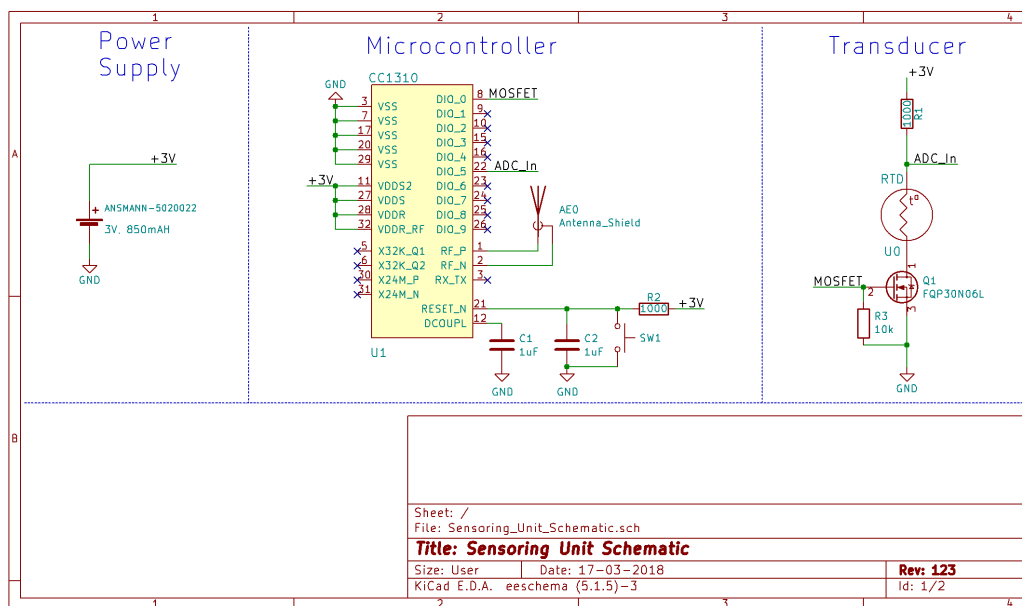 1
2
3
4
A
B
Power
Supply
+3V
+
ANSMANN-5020022
3V, 850mAH
GND
Microcontroller
GND
CC1310
3 VSS
7 VSS
17 VSS
20 VSS
29 VSS
+3V
11 VDDS2
27 VDDS
28 VDDR
32 VDDR_RF
5 X32K_Q1
6 X32K_Q2
30 X24M_P
31 X24M_N
DIO_0 8 MOSFET
DIO_1 9
DIO_2 10
DIO_3 15
DIO_4 16
DIO_5 22 ADC_In
DIO_6 23
DIO_7 24
DIO_8 25
DIO_9 26
RF_P 1
RF_N 2
RX_TX 3
RESET_N 21
DCOUPL 12
U1
AE0
Antenna_Shield
R2
1000
+3V
C1
1uF
GND
C2
1uF
GND
SW1
Transducer
+3V
1000
R1
ADC_In
RTD
t°
U0
1
MOSFET
2
Q1
FQP30N06L
3
R3
10k
GND
Sheet: /
File: Sensoring_Unit_Schematic.sch
Title: Sensoring Unit Schematic
Size: User
Date: 17-03-2018
Rev: 123
KiCad E.D.A. eeschema (5.1.5)-3
Id: 1/2
1
2
3
4